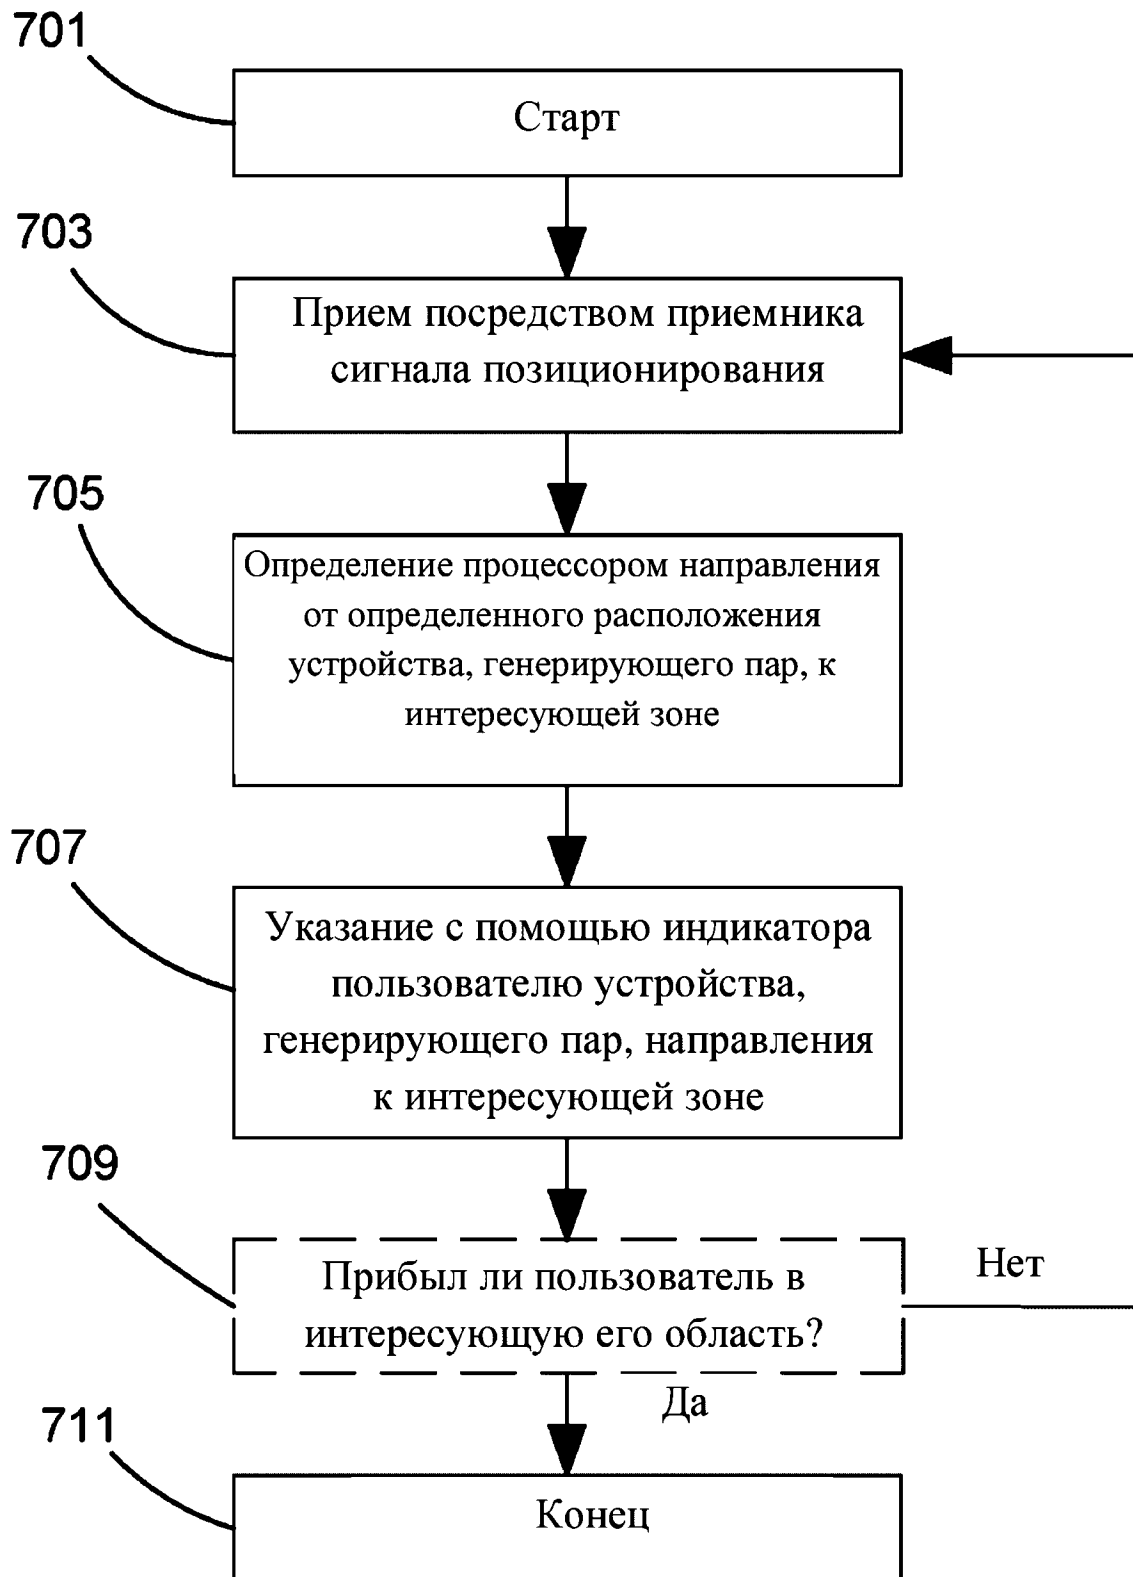 701
Старт
703
Прием посредством приемника
сигнала позиционирования
705
Определение процессором направления
от определенного расположения
устройства, генерирующего пар, к
интересующей зоне
707
Указание с помощью индикатора
пользователю устройства,
генерирующего пар, направления
к интересующей зоне
709
Прибыл ли пользователь в
интересующую его область?
Нет
Да
711
Конец